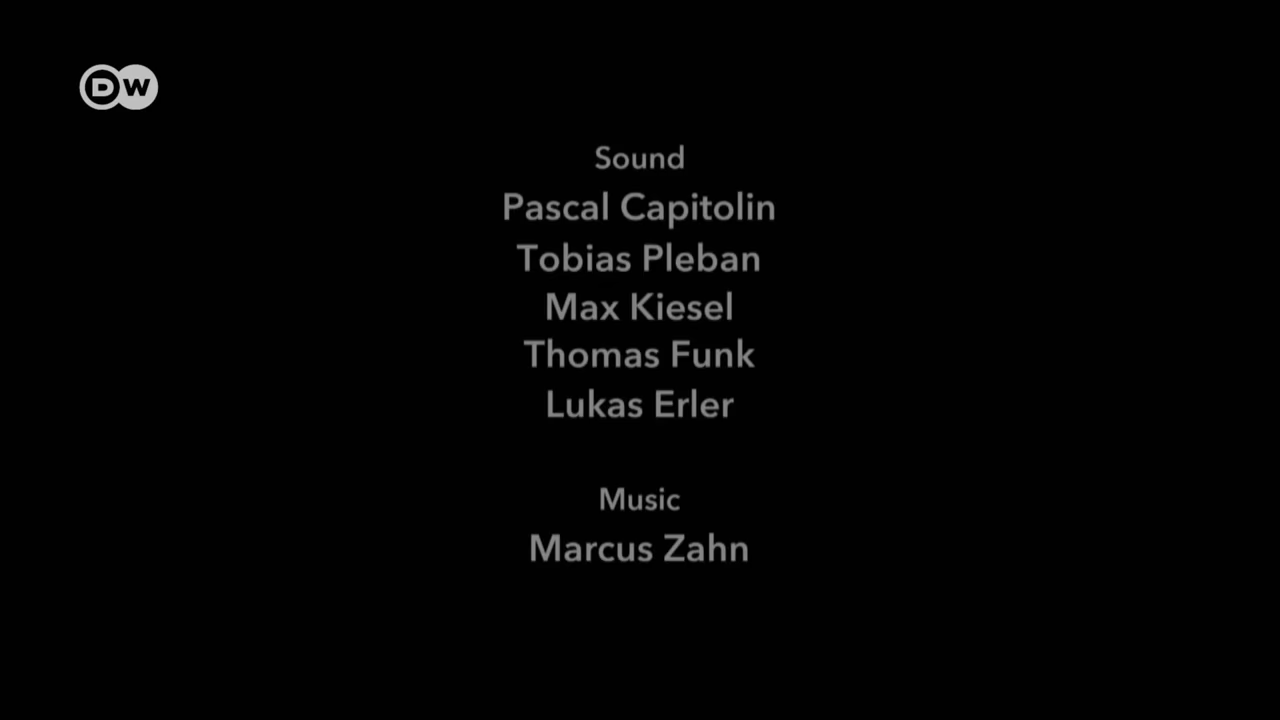 DW
Sound
Pascal Capitolin
Tobias Pleban
Max Kiesel
Thomas Funk
Lukas Erler
Music
Marcus Zahn